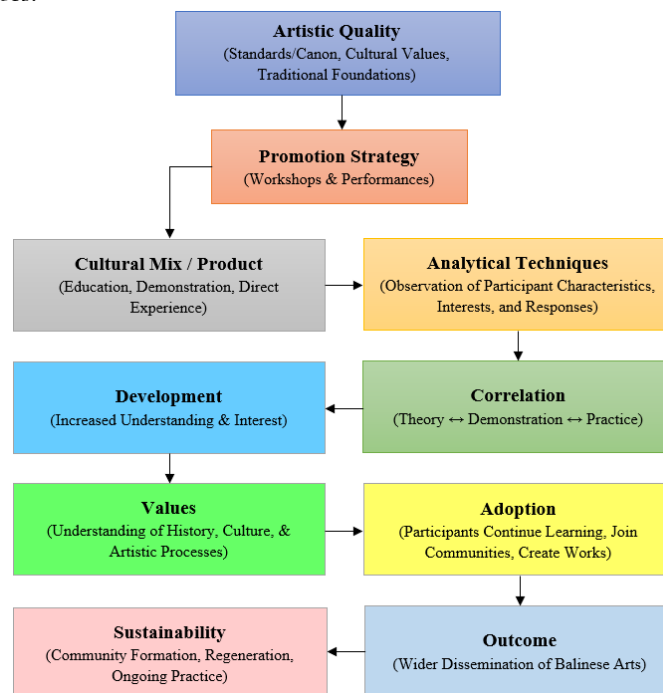 Artistic Quality
(Standards/Canon, Cultural Values,
Traditional Foundations)
Promotion Strategy
(Workshops & Performances)
Cultural Mix / Product
(Education, Demonstration, Direct
Experience)
Analytical Techniques
(Observation of Participant Characteristics,
Interests, and Responses)
Correlation
(Theory ↔ Demonstration ↔ Practice)
Development
(Increased Understanding & Interest)
Values
(Understanding of History, Culture, &
Artistic Processes)
Adoption
(Participants Continue Learning, Join
Communities, Create Works)
Outcome
(Wider Dissemination of Balinese Arts)
Sustainability
(Community Formation, Regeneration,
Ongoing Practice)